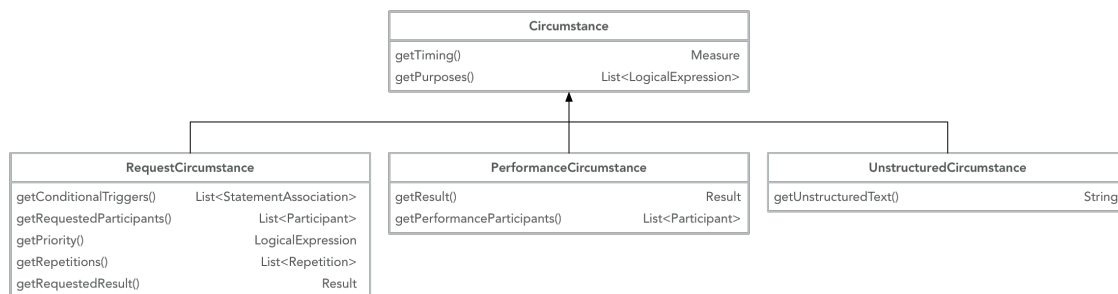 Circumstance
getTiming() Measure
getPurposes() List<LogicalExpression>
RequestCircumstance
getConditionalTriggers() List<StatementAssociation>
getRequestedParticipants() List<Participant>
getPriority() LogicalExpression
getRepetitions() List<Repetition>
getRequestedResult() Result
PerformanceCircumstance
getResult() Result
getPerformanceParticipants() List<Participant>
UnstructuredCircumstance
getUnstructuredText() String